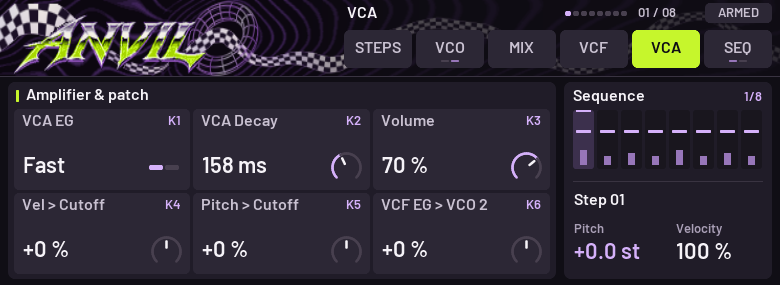 ANVIL
VCA 01 / 08 ARMED
STEPS VCO MIX VCF VCA SEQ
Amplifier & patch
VCA EG K1 VCA Decay K2 Volume K3
Fast 158 ms 70 %
Vel > Cutoff K4 Pitch > Cutoff K5 VCF EG > VCO 2 K6
+0 % +0 % +0 %
Sequence 1/8
Step 01
Pitch Velocity
+0.0 st 100 %